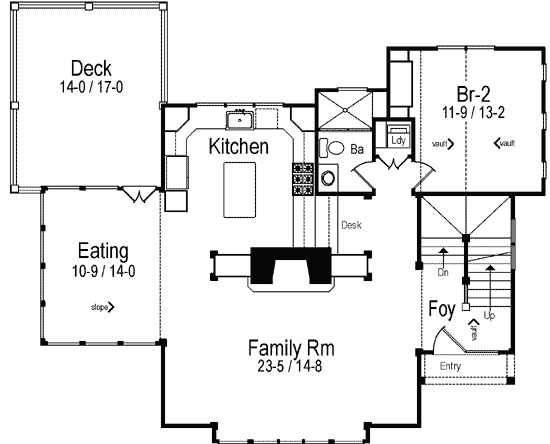 Deck
14-0 / 17-0
Br-2
11-9 / 13-2
vault
vault
Kitchen
Ba
Ldy
Desk
Eating
10-9 / 14-0
slope
Dn
Up
Foy
vault
Family Rm
23-5 / 14-8
Entry